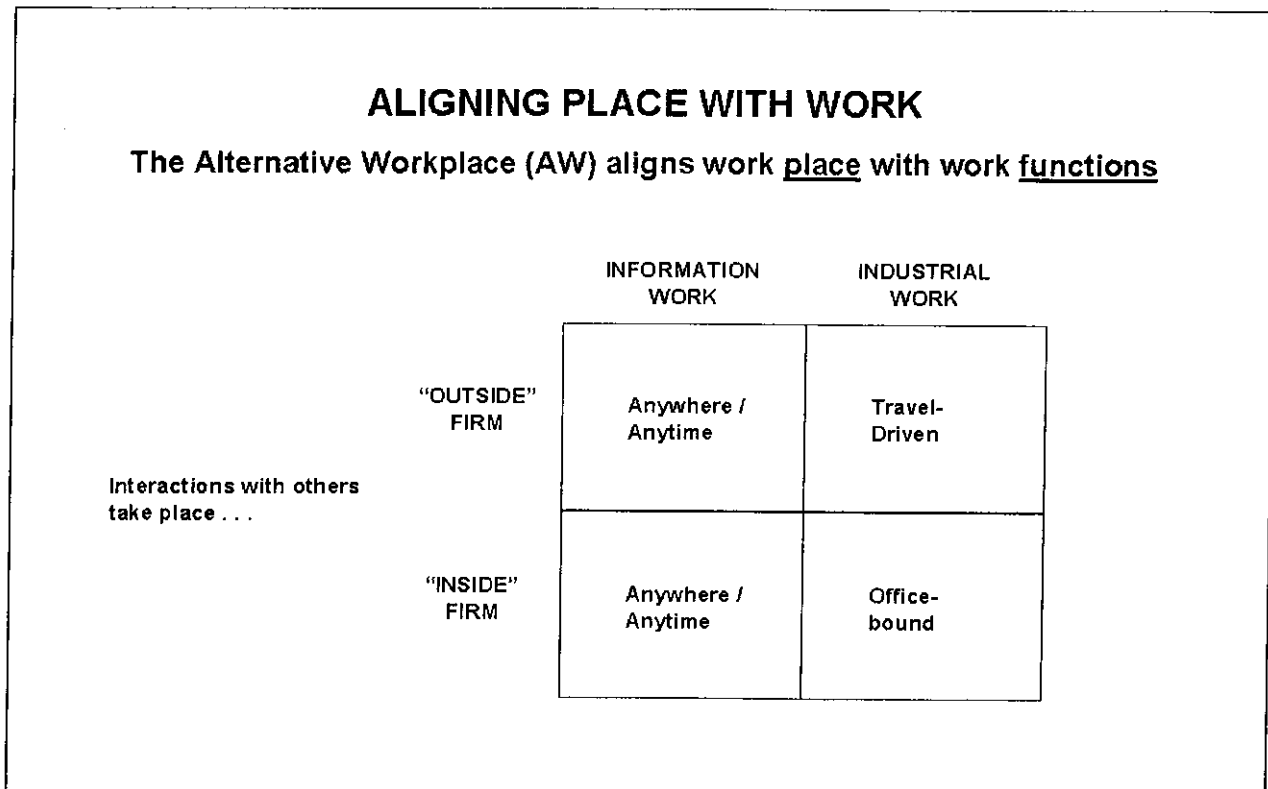 ALIGNING PLACE WITH WORK
The Alternative Workplace (AW) aligns work place with work functions
INFORMATION
WORK
INDUSTRIAL
WORK
"OUTSIDE"
FIRM
Anywhere /
Anytime
Travel-
Driven
Interactions with others
take place . . .
"INSIDE"
FIRM
Anywhere /
Anytime
Office-
bound